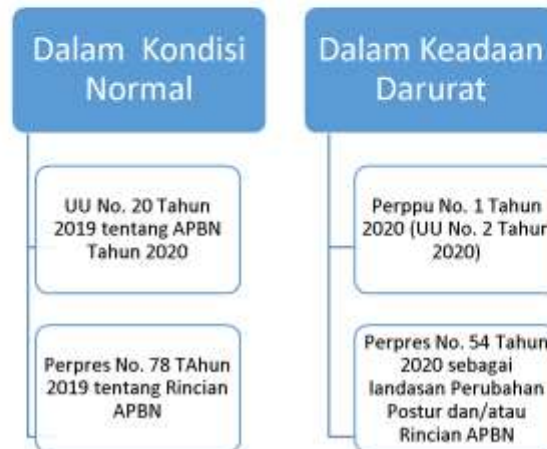 Dalam Kondisi
Normal
UU No. 20 Tahun
2019 tentang APBN
Tahun 2020
Perpres No. 78 TAhun
2019 tentang Rincian
APBN
Dalam Keadaan
Darurat
Perppu No. 1 Tahun
2020 (UU No. 2 Tahun
2020)
Perpres No. 54 Tahun
2020 sebagai
landasan Perubahan
Postur dan/atau
Rincian APBN